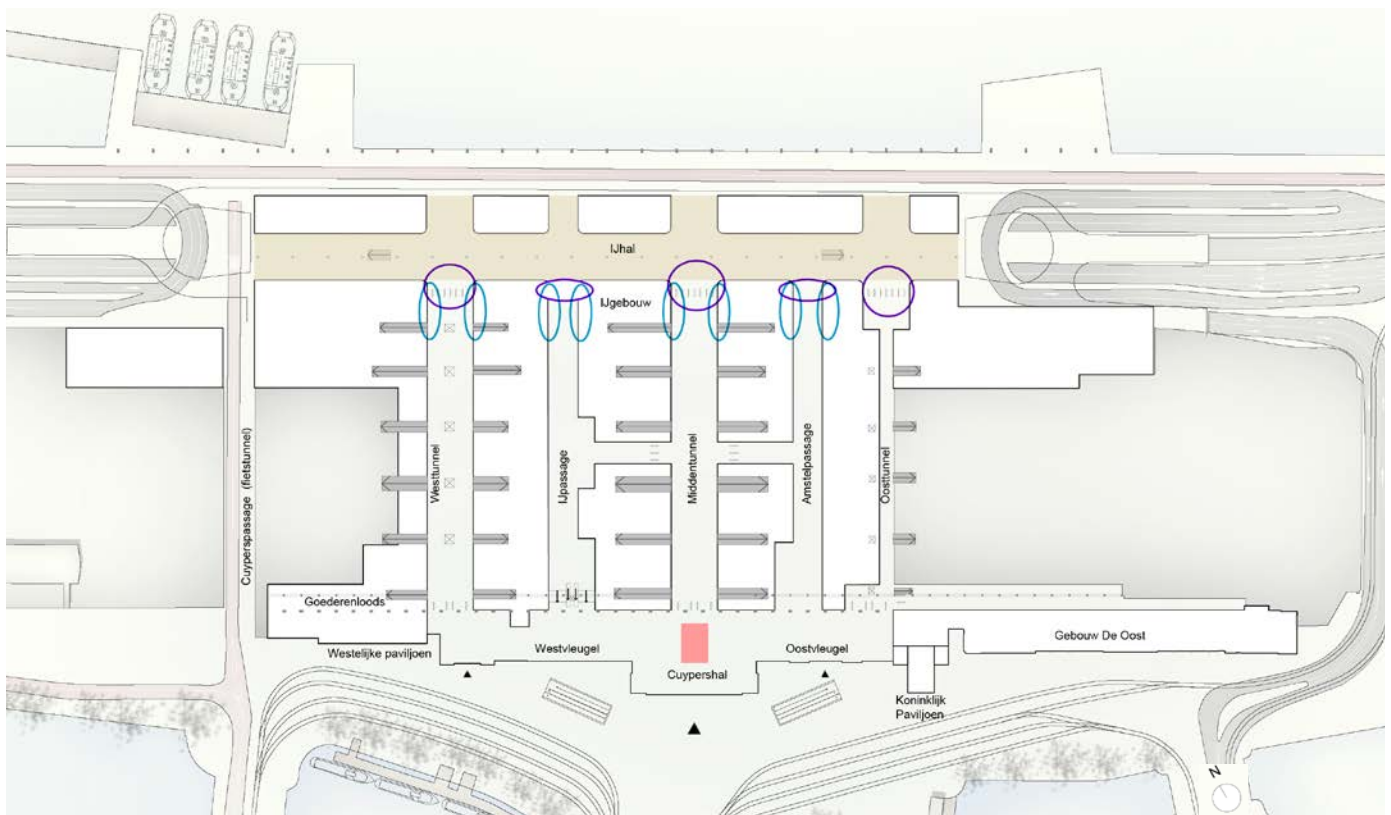 IJhal
IJgebouw
Cuyperspassage (fietstunnel)
Westtunnel
IJpassage
Middentunnel
Amstelpassage
Oosttunnel
Goederenloods
Westelijke paviljoen
Westvleugel
Cuypershal
Oostvleugel
Gebouw De Oost
Koninklijk
Paviljoen
N